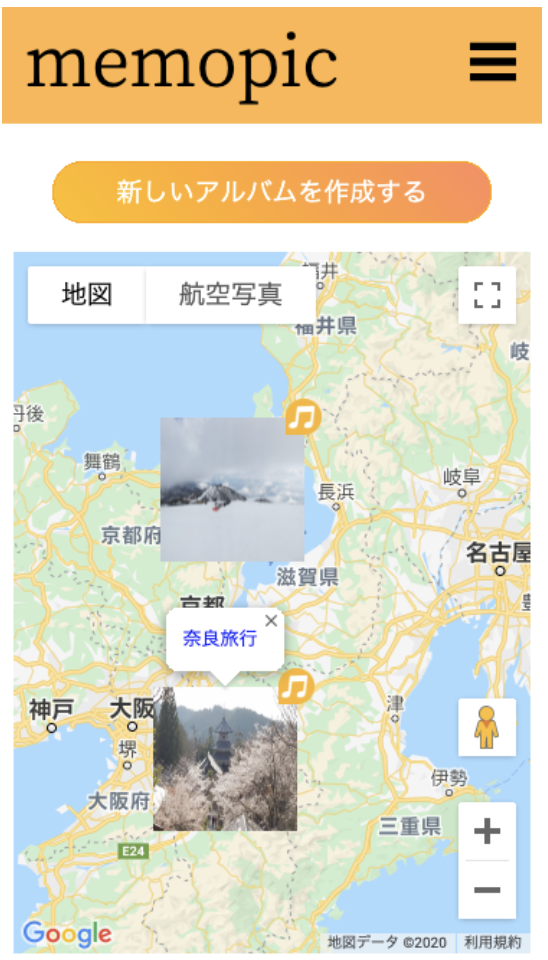 memopic
新しいアルバムを作成する
地図 航空写真
福井県
岐
丹後
舞鶴
岐阜
長浜
京都府
名古屋
滋賀県
京都
奈良旅行
神戸 大阪
津
堺
伊勢
大阪府
三重県
E24
Google
地図データ ©2020 利用規約